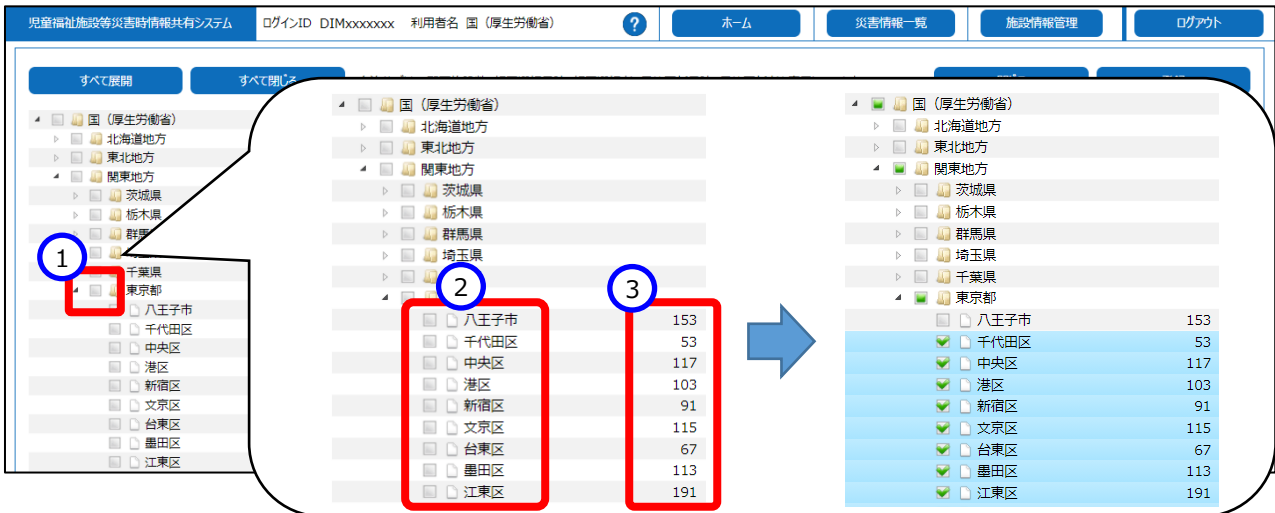 児童福祉施設等災害時情報共有システム ログインID DIMxxxxxxx 利用者名 国（厚生労働省） ? ホーム 災害情報一覧 施設情報管理 ログアウト
すべて展開 すべて閉じる
国（厚生労働省）
北海道地方
東北地方
関東地方
茨城県
栃木県
群馬
千葉県
東京都
八王子市
千代田区
中央区
港区
新宿区
文京区
台東区
墨田区
江東区
1
国（厚生労働省）
北海道地方
東北地方
関東地方
茨城県
栃木県
群馬県
埼玉県
2
3
八王子市 153
千代田区 53
中央区 117
港区 103
新宿区 91
文京区 115
台東区 67
墨田区 113
江東区 191
国（厚生労働省）
北海道地方
東北地方
関東地方
茨城県
栃木県
群馬県
埼玉県
千葉県
東京都
八王子市 153
千代田区 53
中央区 117
港区 103
新宿区 91
文京区 115
台東区 67
墨田区 113
江東区 191